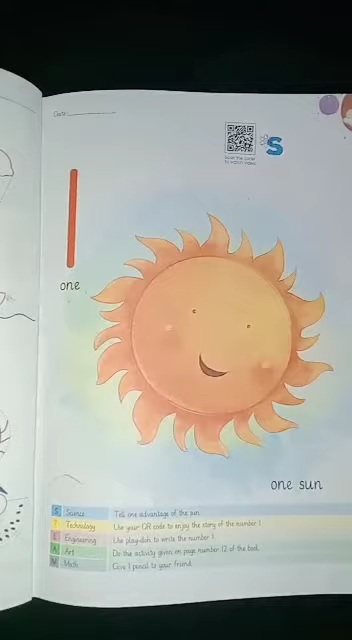 Date:
Scan the code
to watch video
S
one
one sun
S Science Tell one advantage of the sun.
T Technology Use your QR code to enjoy the story of the number 1.
E Engineering Use play-doh to write the number 1.
A Art Do the activity given on page number 12 of the book.
M Math Give 1 pencil to your friend.